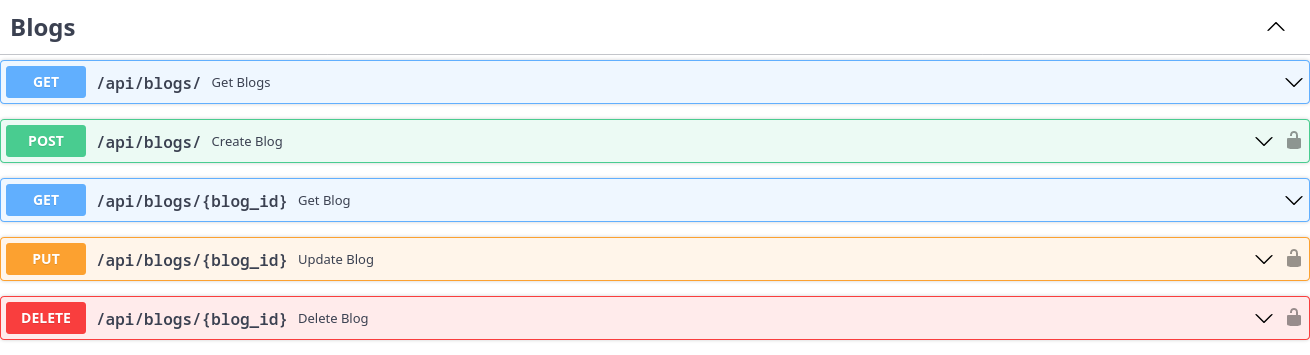 Blogs
GET /api/blogs/ Get Blogs
POST /api/blogs/ Create Blog
GET /api/blogs/{blog_id} Get Blog
PUT /api/blogs/{blog_id} Update Blog
DELETE /api/blogs/{blog_id} Delete Blog